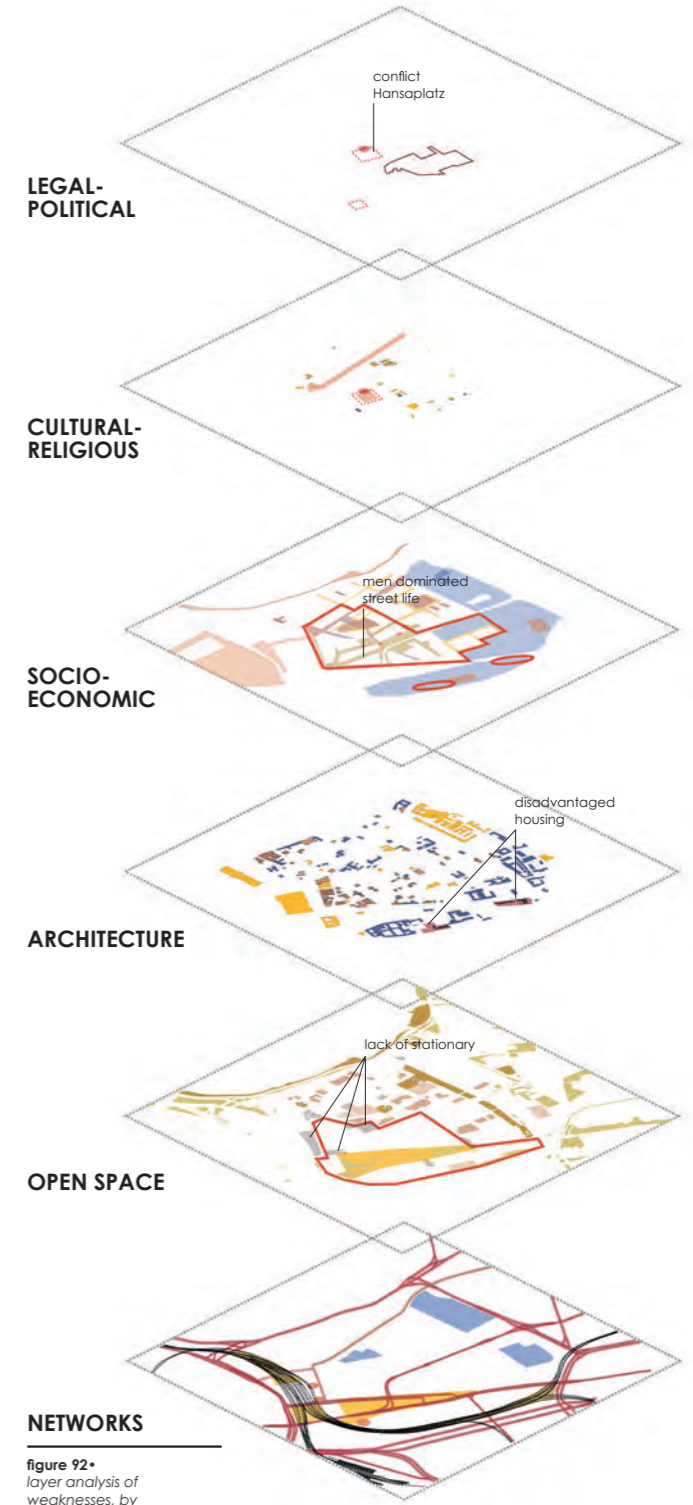 conflict
Hansaplatz
LEGAL-
POLITICAL
CULTURAL-
RELIGIOUS
men dominated
street life
SOCIO-
ECONOMIC
disadvantaged
housing
ARCHITECTURE
lack of stationary
OPEN SPACE
NETWORKS
figure 92•
layer analysis of
weaknesses, by